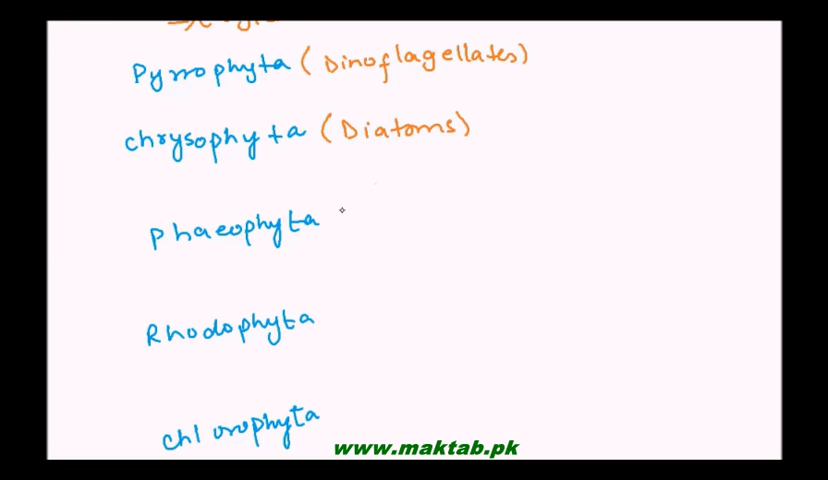 Pyrrophyta (Dinoflagellates)
chrysophyta (Diatoms)
Phaeophyta
Rhodophyta
chlorophyta
www.maktab.pk